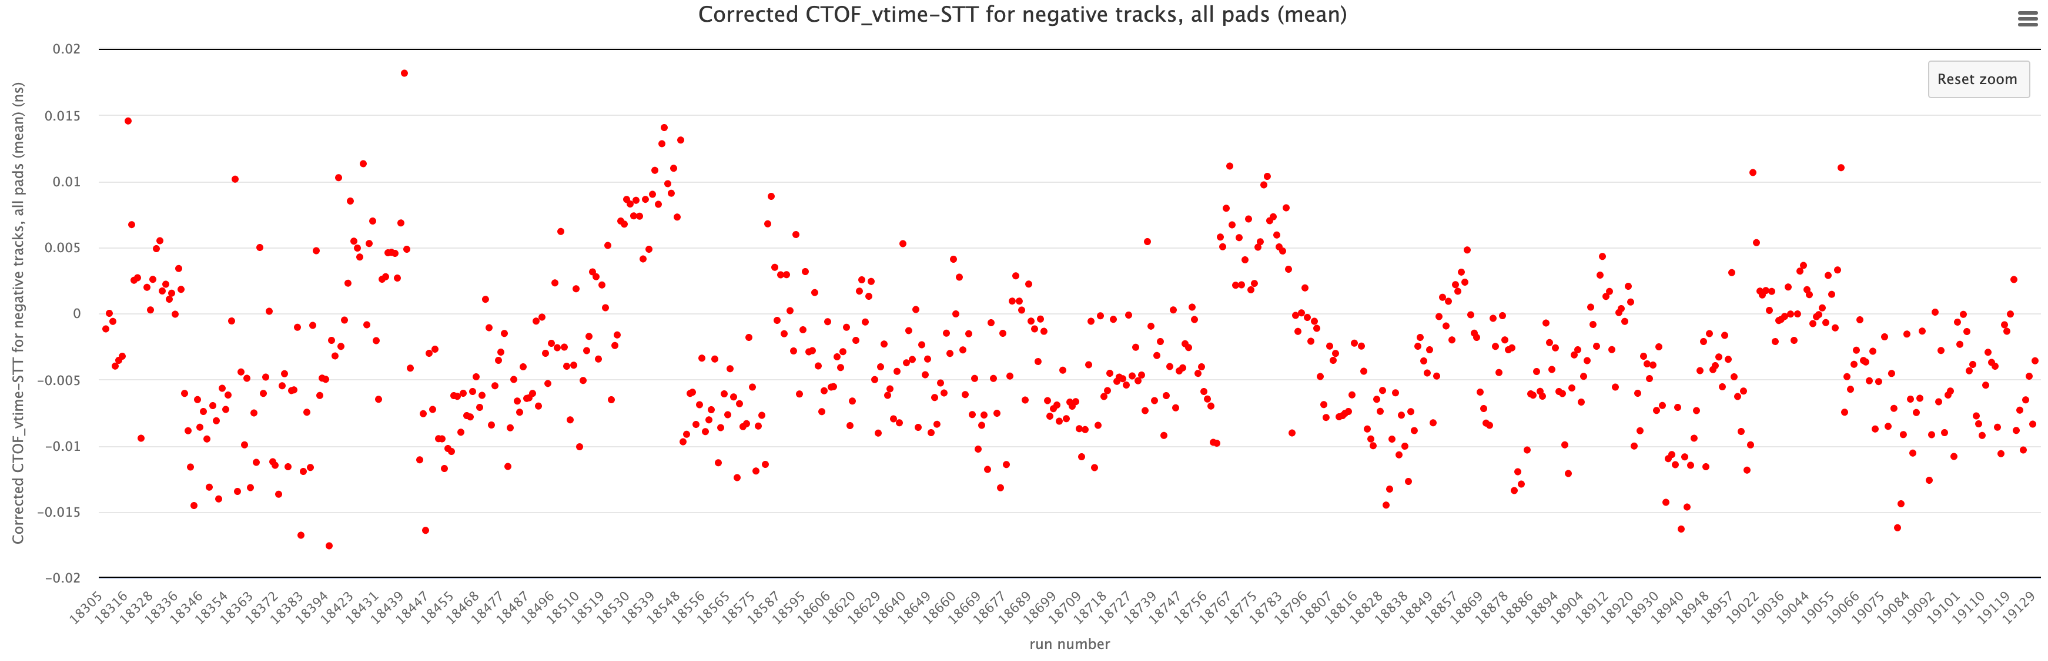 Corrected CTOF_vtime-STT for negative tracks, all pads (mean)
Reset zoom
Corrected CTOF_vtime-STT for negative tracks, all pads (mean) (ns)
0.02
0.015
0.01
0.005
0
-0.005
-0.01
-0.015
-0.02
18305 18316 18328 18336 18346 18354 18363 18372 18383 18394 18423 18431 18439 18447 18455 18468 18477 18487 18496 18510 18519 18530 18539 18548 18556 18565 18575 18587 18595 18606 18620 18629 18640 18649 18660 18669 18677 18689 18699 18709 18718 18727 18739 18747 18756 18767 18775 18783 18796 18807 18816 18828 18838 18849 18857 18869 18878 18886 18894 18904 18912 18920 18930 18940 18948 18957 19022 19036 19044 19055 19066 19075 19084 19092 19101 19110 19119 19129
run number